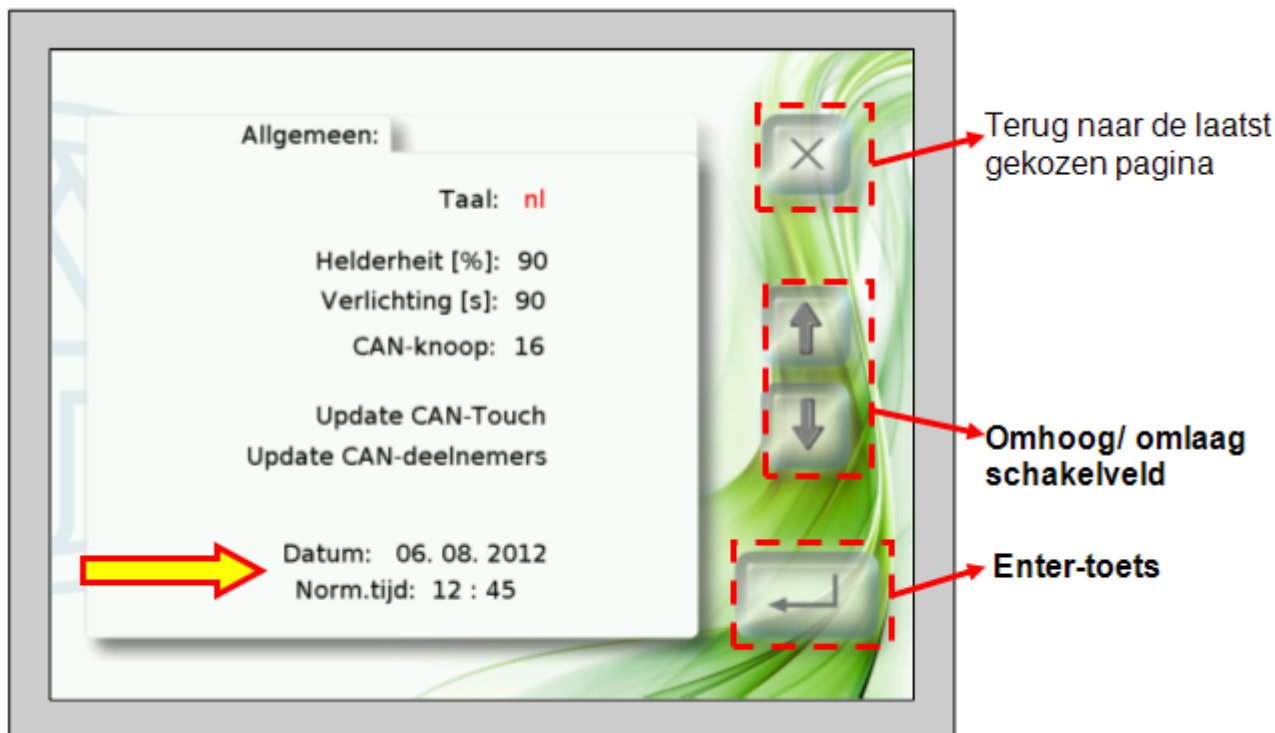 Allgemeen:
Taal: nl
Helderheit [%]: 90
Verlichting [s]: 90
CAN-knoop: 16
Update CAN-Touch
Update CAN-deelnemers
Datum: 06. 08. 2012
Norm.tijd: 12 : 45
Terug naar de laatst
gekozen pagina
Omhoog/ omlaag
schakelveld
Enter-toets